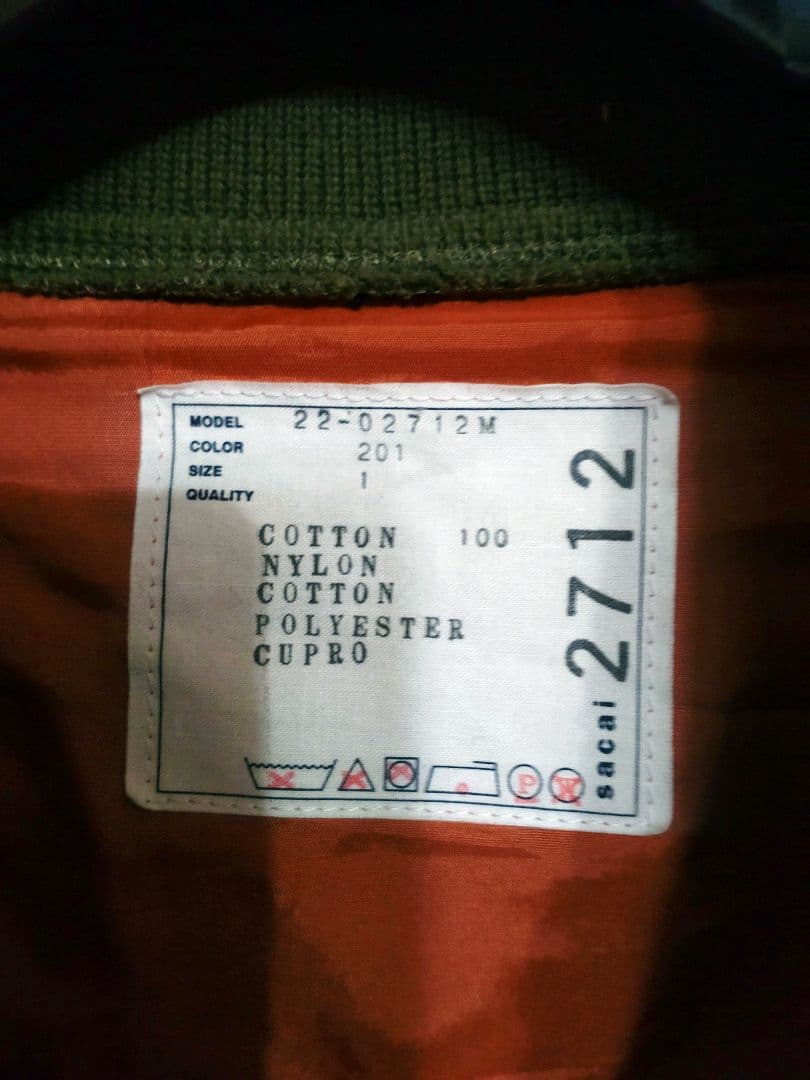 MODEL 22-02712M
COLOR 201
SIZE 1
QUALITY
COTTON 100
NYLON
COTTON
POLYESTER
CUPRO
P
sacai 2712